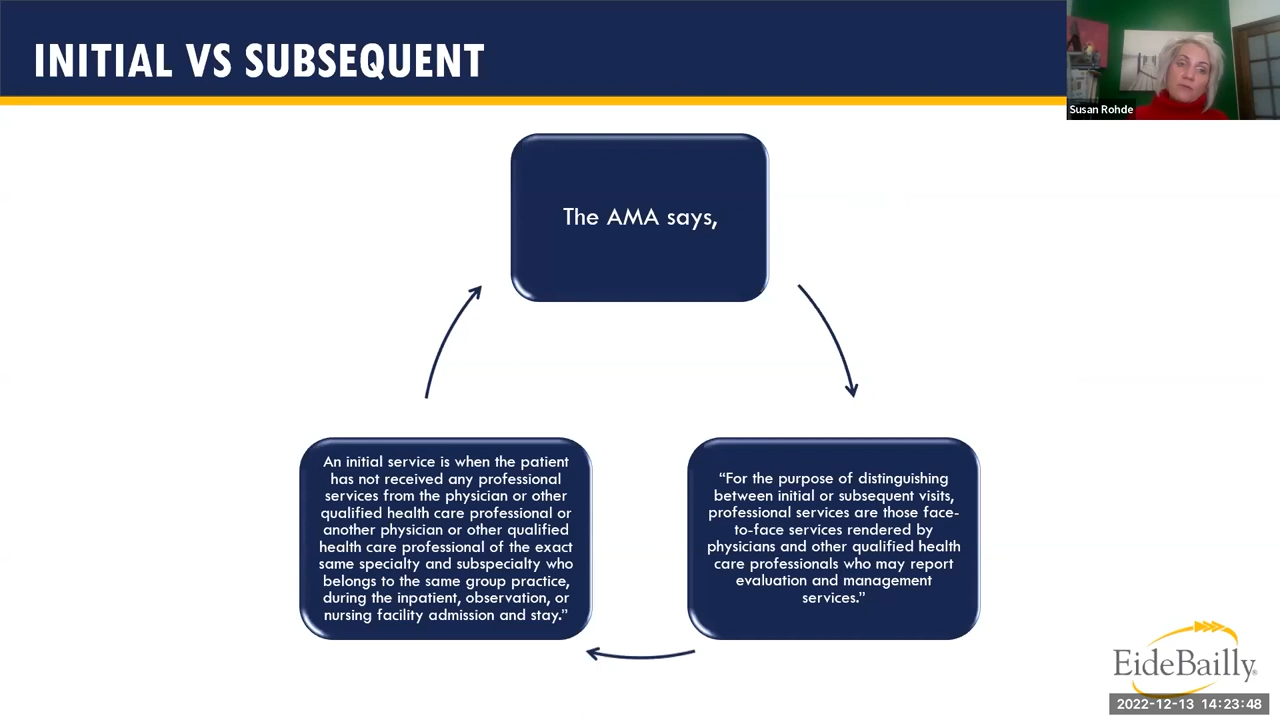 INITIAL VS SUBSEQUENT
Susan Rohde
The AMA says,
“For the purpose of distinguishing
between initial or subsequent visits,
professional services are those face-
to-face services rendered by
physicians and other qualified health
care professionals who may report
evaluation and management
services.”
An initial service is when the patient
has not received any professional
services from the physician or other
qualified health care professional or
another physician or other qualified
health care professional of the exact
same specialty and subspecialty who
belongs to the same group practice,
during the inpatient, observation, or
nursing facility admission and stay.”
EideBailly®
2022-12-13 14:23:48